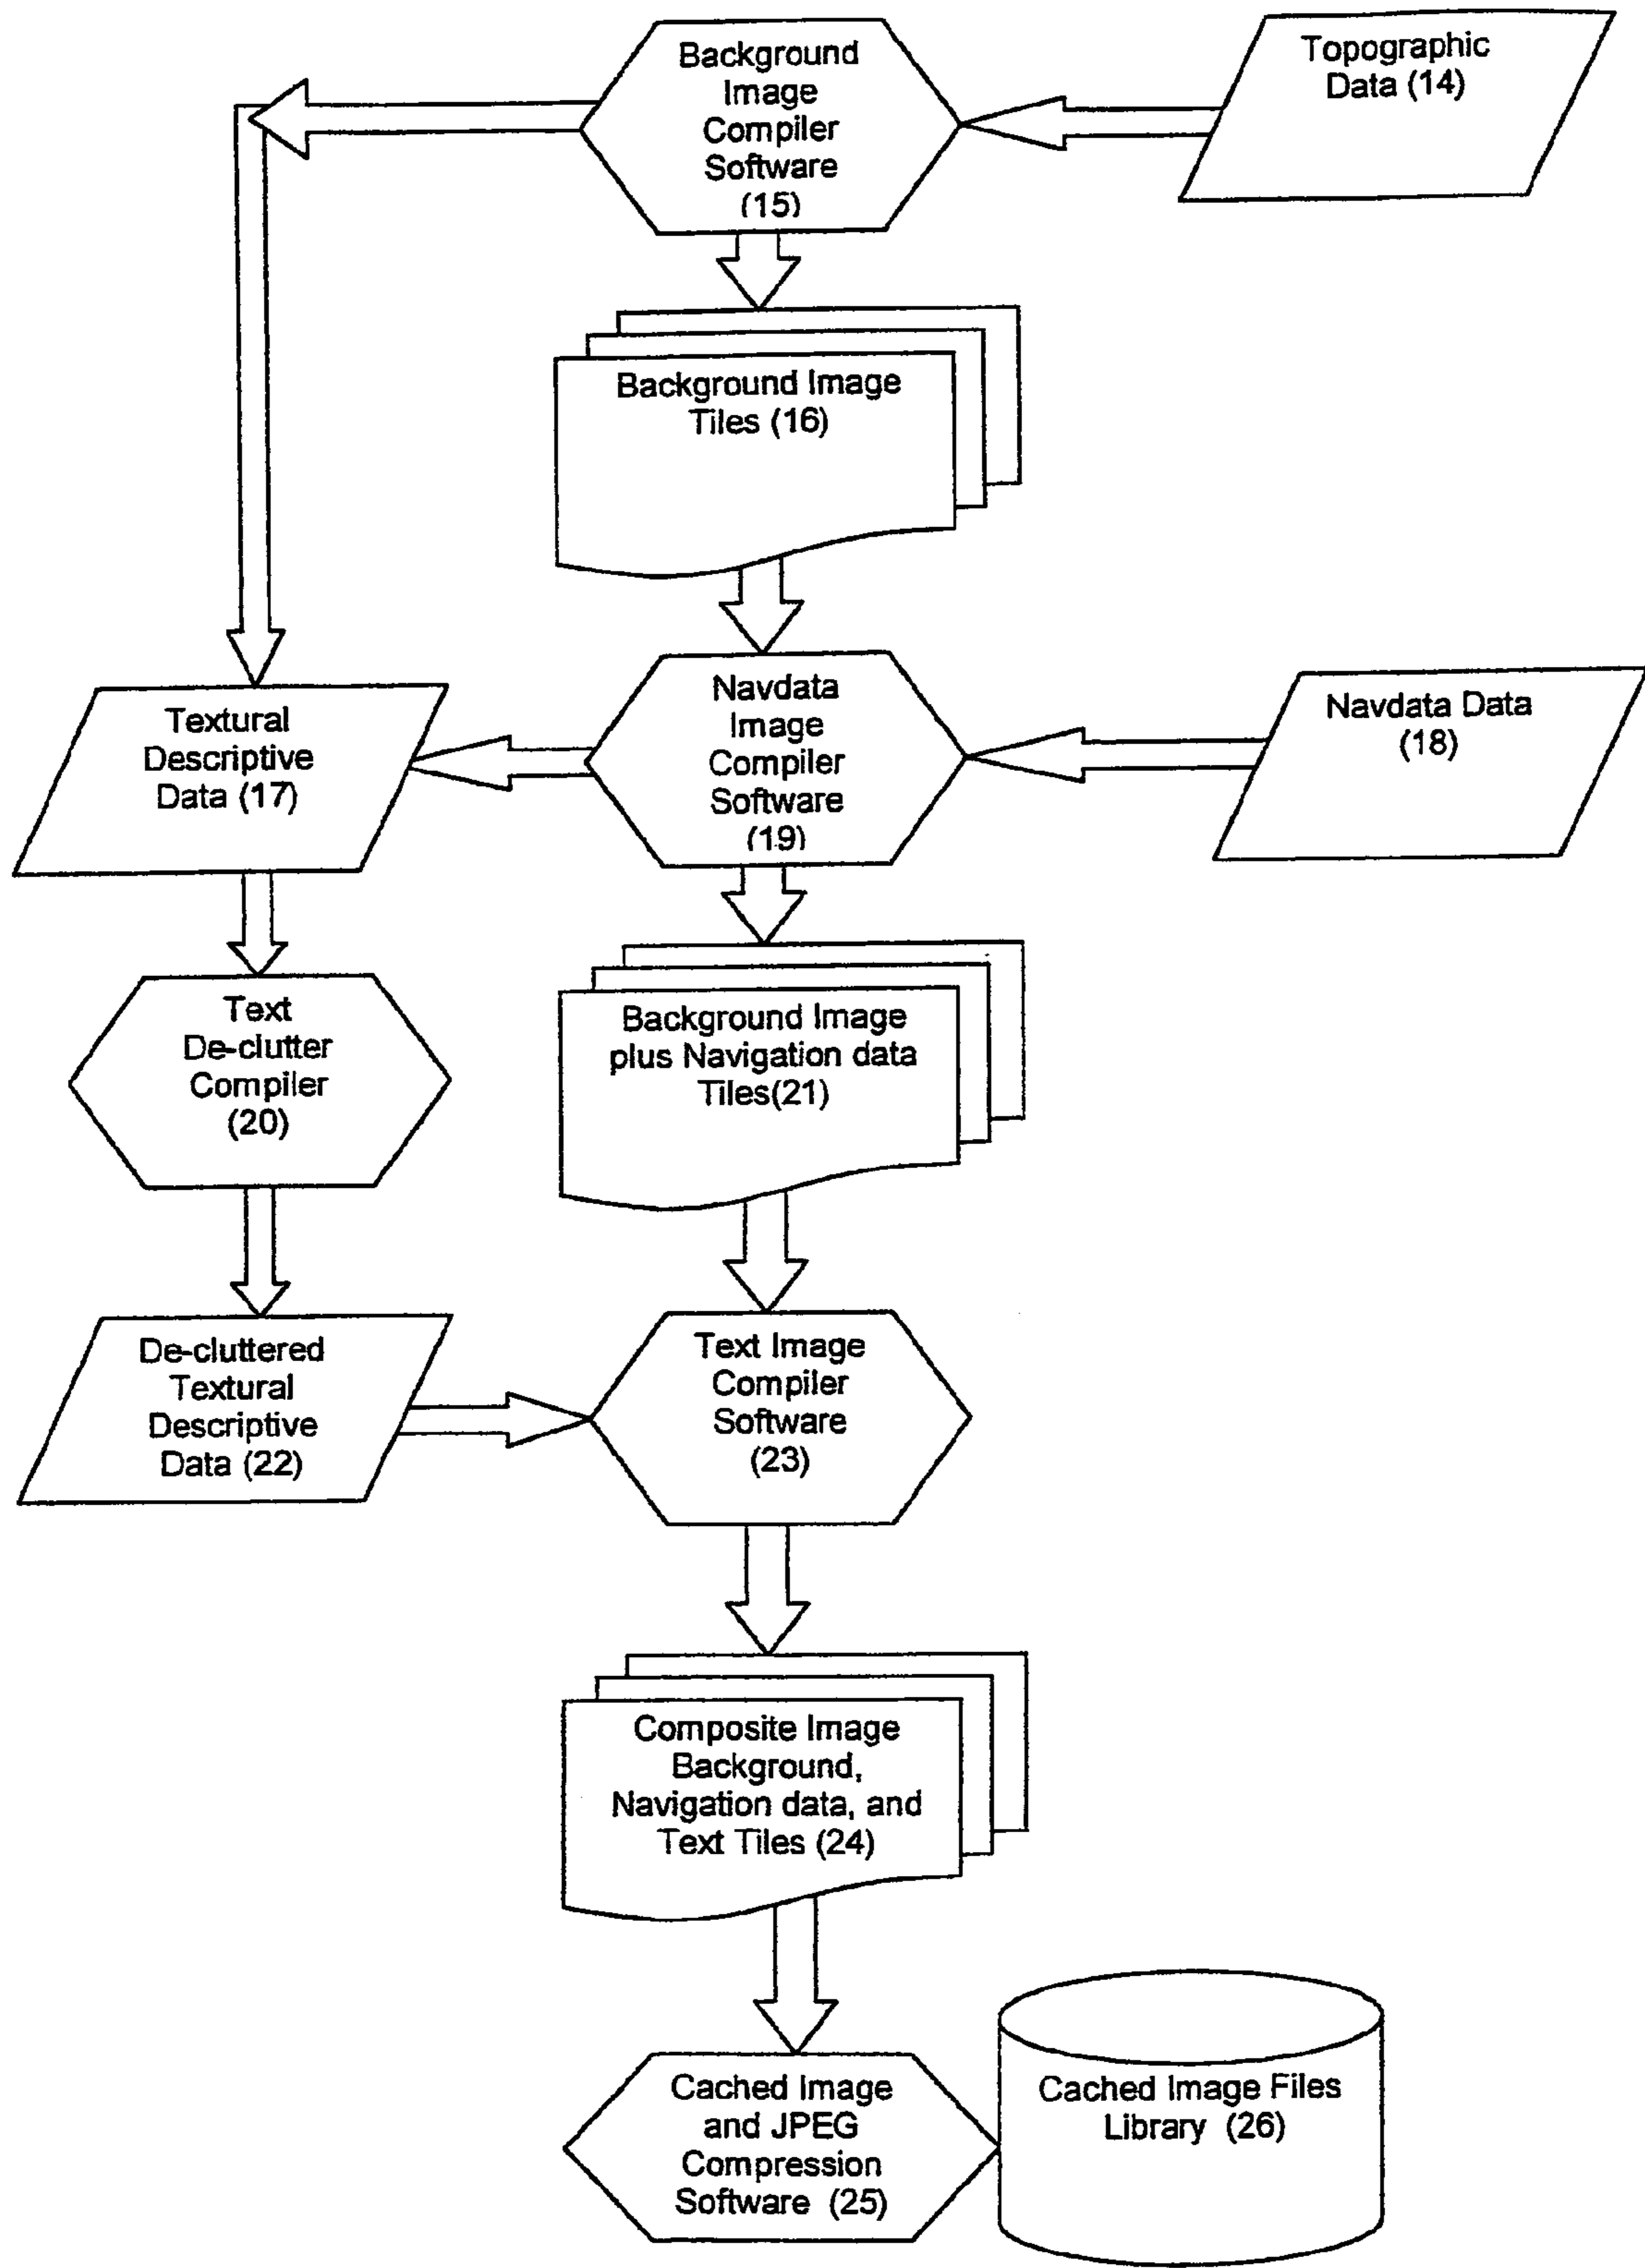 Background
Image
Compiler
Software
(15)
Topographic
Data (14)
Background Image
Tiles (16)
Textural
Descriptive
Data (17)
Navdata
Image
Compiler
Software
(19)
Navdata Data
(18)
Text
De-clutter
Compiler
(20)
Background Image
plus Navigation data
Tiles(21)
De-cluttered
Textural
Descriptive
Data (22)
Text Image
Compiler
Software
(23)
Composite Image
Background,
Navigation data, and
Text Tiles (24)
Cached Image
and JPEG
Compression
Software (25)
Cached Image Files
Library (26)